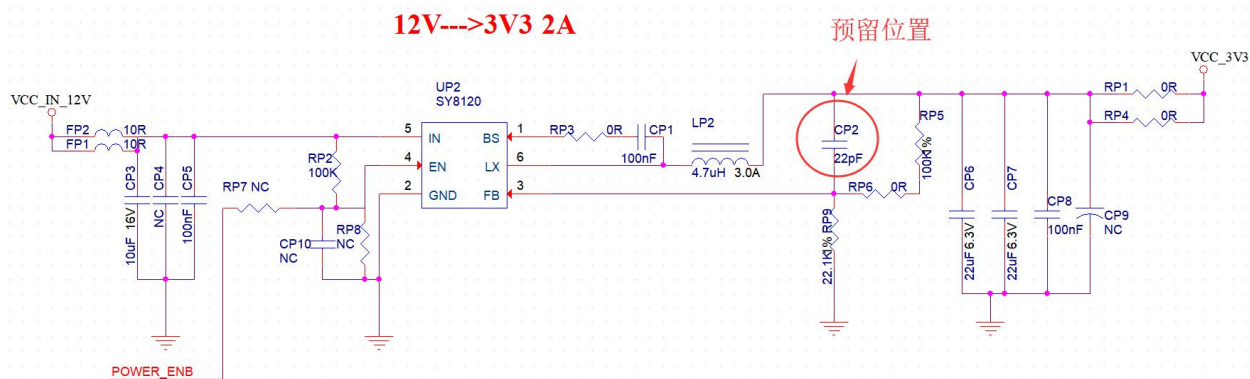 12V--->3V3 2A
预留位置
VCC_3V3
VCC_IN_12V
UP2
SY8120
FP2 10R
FP1 10R
5 IN
4 EN
2 GND
BS 1
LX 6
FB 3
RP3 0R
CP1
100nF
LP2
4.7uH 3.0A
CP2
22pF
RP5
100K1%
RP1 0R
RP4 0R
RP2
100K
RP7 NC
CP3
10uF 16V
CP4
NC
CP5
100nF
CP10
NC
RP8
NC
RP6 0R
RP9
22.1K1%
CP6
22uF 6.3V
CP7
22uF 6.3V
CP8
100nF
CP9
NC
POWER_ENB